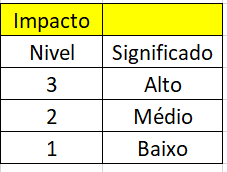 Impacto
Nivel Significado
3 Alto
2 Médio
1 Baixo